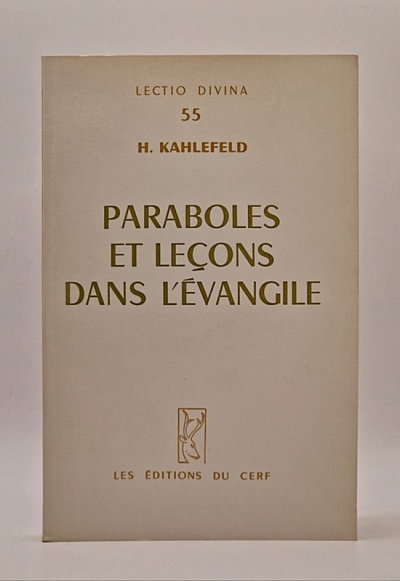 LECTIO DIVINA
55
H. KAHLEFELD
PARABOLES
ET LEÇONS
DANS L'ÉVANGILE
LES ÉDITIONS DU CERF